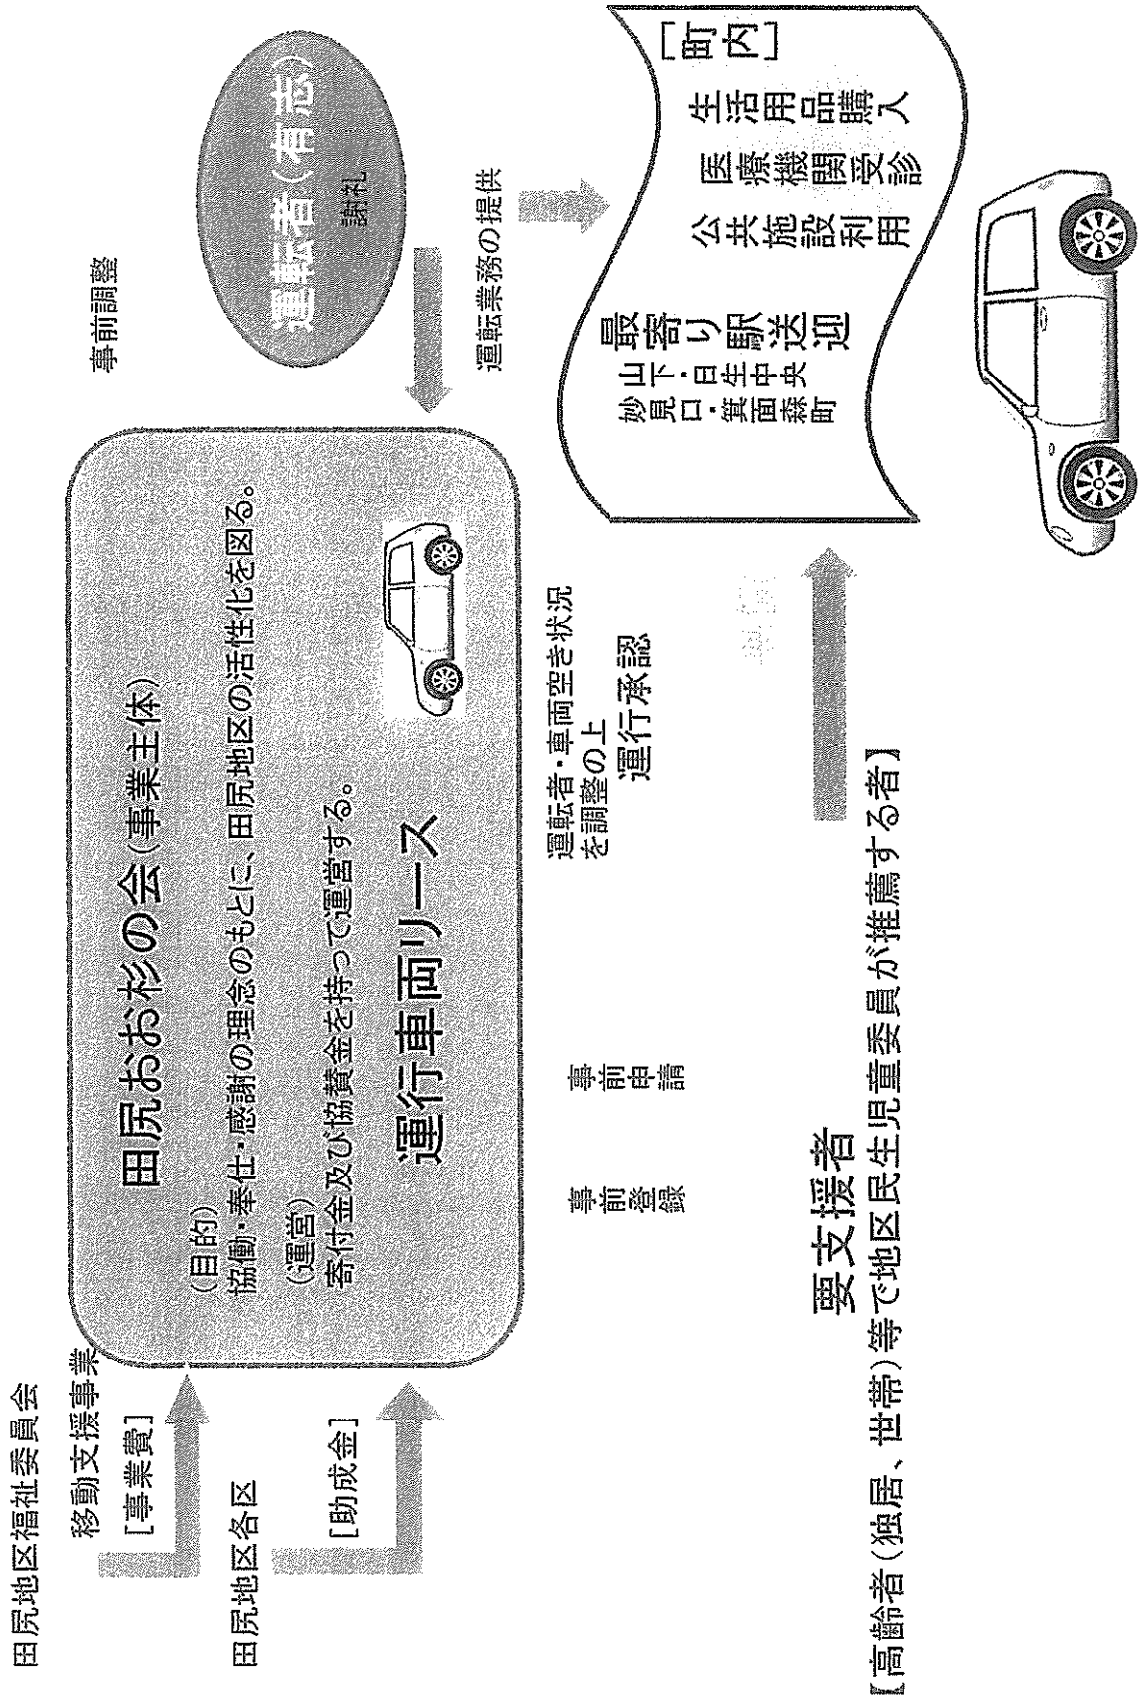 田尻地区福祉委員会
移動支援事業
[事業費]
田尻地区各区
[助成金]
田尻お杉の会(事業主体)
(目的)
協働・奉仕・感謝の理念のもとに、田尻地区の活性化を図る。
(運営)
寄付金及び協賛金を持って運営する。
運行車両リース
事前調整
運転者(有志)
謝礼
運転業務の提供
事前登録
事前申請
運転者・車両空き状況
を調整の上
運行承認
要支援者
【高齢者(独居、世帯)等で地区民生児童委員が推薦する者】
[町内]
生活用品購入
医療機関受診
公共施設利用
最寄り駅送迎
山下・日生中央
妙見口・箕面森町